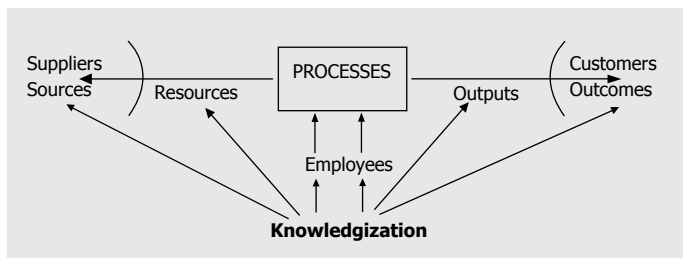 Suppliers
Sources
Resources
PROCESSES
Outputs
Customers
Outcomes
Employees
Knowledgization